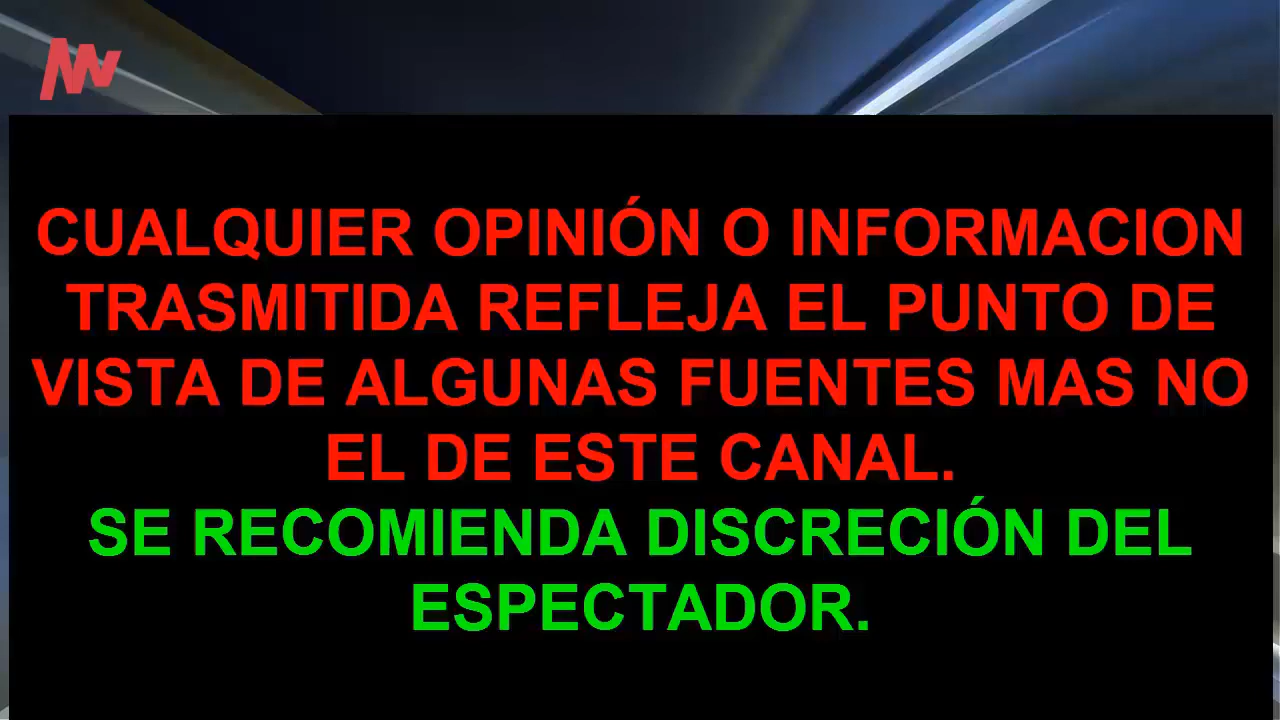 CUALQUIER OPINIÓN O INFORMACION
TRASMITIDA REFLEJA EL PUNTO DE
VISTA DE ALGUNAS FUENTES MAS NO
EL DE ESTE CANAL.
SE RECOMIENDA DISCRECIÓN DEL
ESPECTADOR.